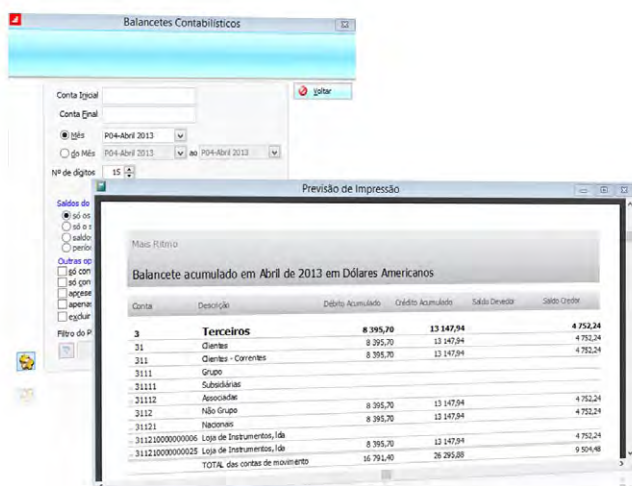 Balancetes Contabilísticos
Voltar
Conta Inicial
Conta Final
Mês P04-Abril 2013
do Mês P04-Abril 2013 ao P04-Abril 2013
Nº de dígitos 15
Previsão de Impressão
Saldos do
só os
só o s
saldo
perío
Outras op
só con
só con
aprese
apenas
excluir
Filtro do P
Mais Ritmo
Balancete acumulado em Abril de 2013 em Dólares Americanos
Conta Descrição Débito Acumulado Crédito Acumulado Saldo Devedor Saldo Credor
3 Terceiros 8 395,70 13 147,94 4 752,24
31 Clientes 8 395,70 13 147,94 4 752,24
311 Clientes - Correntes 8 395,70 13 147,94 4 752,24
3111 Grupo
31111 Subsidiárias
31112 Associadas
3112 Não Grupo 8 395,70 13 147,94 4 752,24
31121 Nacionais 8 395,70 13 147,94 4 752,24
311210000000006 Loja de Instrumentos, lda
311210000000025 Loja de Instrumentos, lda 8 395,70 13 147,94 4 752,24
TOTAL das contas de movimento 16 791,40 26 295,88 9 504,48